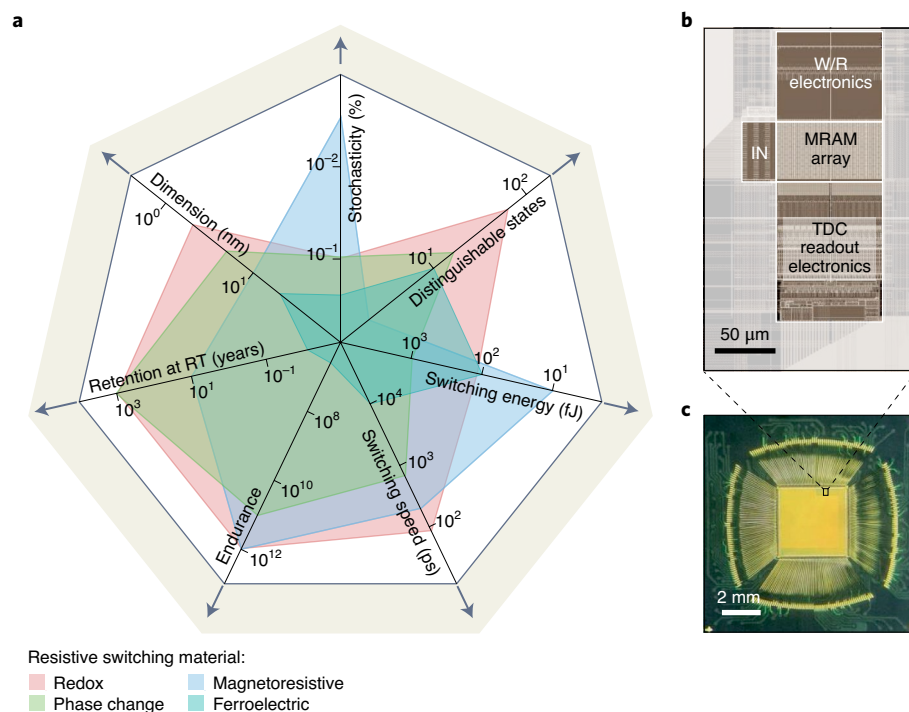 a
Stochasticity (%)
10⁻²
10⁻¹
Distinguishable states
10²
10¹
Switching energy (fJ)
10³
10²
10¹
Switching speed (ps)
10⁴
10³
10²
Endurance
10⁸
10¹⁰
10¹²
Retention at RT (years)
10³
10¹
10⁻¹
Dimension (nm)
10⁰
10¹
Resistive switching material:
Redox
Magnetoresistive
Phase change
Ferroelectric
b
W/R
electronics
IN
MRAM
array
TDC
readout
electronics
50 µm
c
2 mm